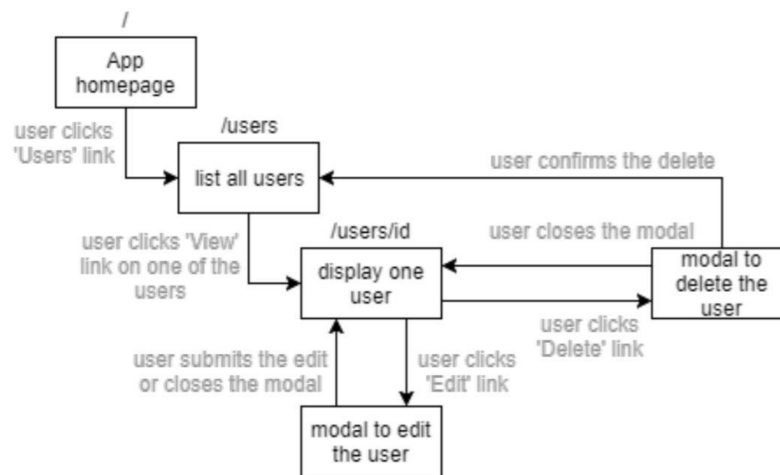 /
App
homepage
user clicks
'Users' link
/users
list all users
user confirms the delete
user clicks 'View'
link on one of the
users
/users/id
display one
user
user closes the modal
modal to
delete the
user
user clicks
'Delete' link
user submits the edit
or closes the modal
user clicks
'Edit' link
modal to edit
the user